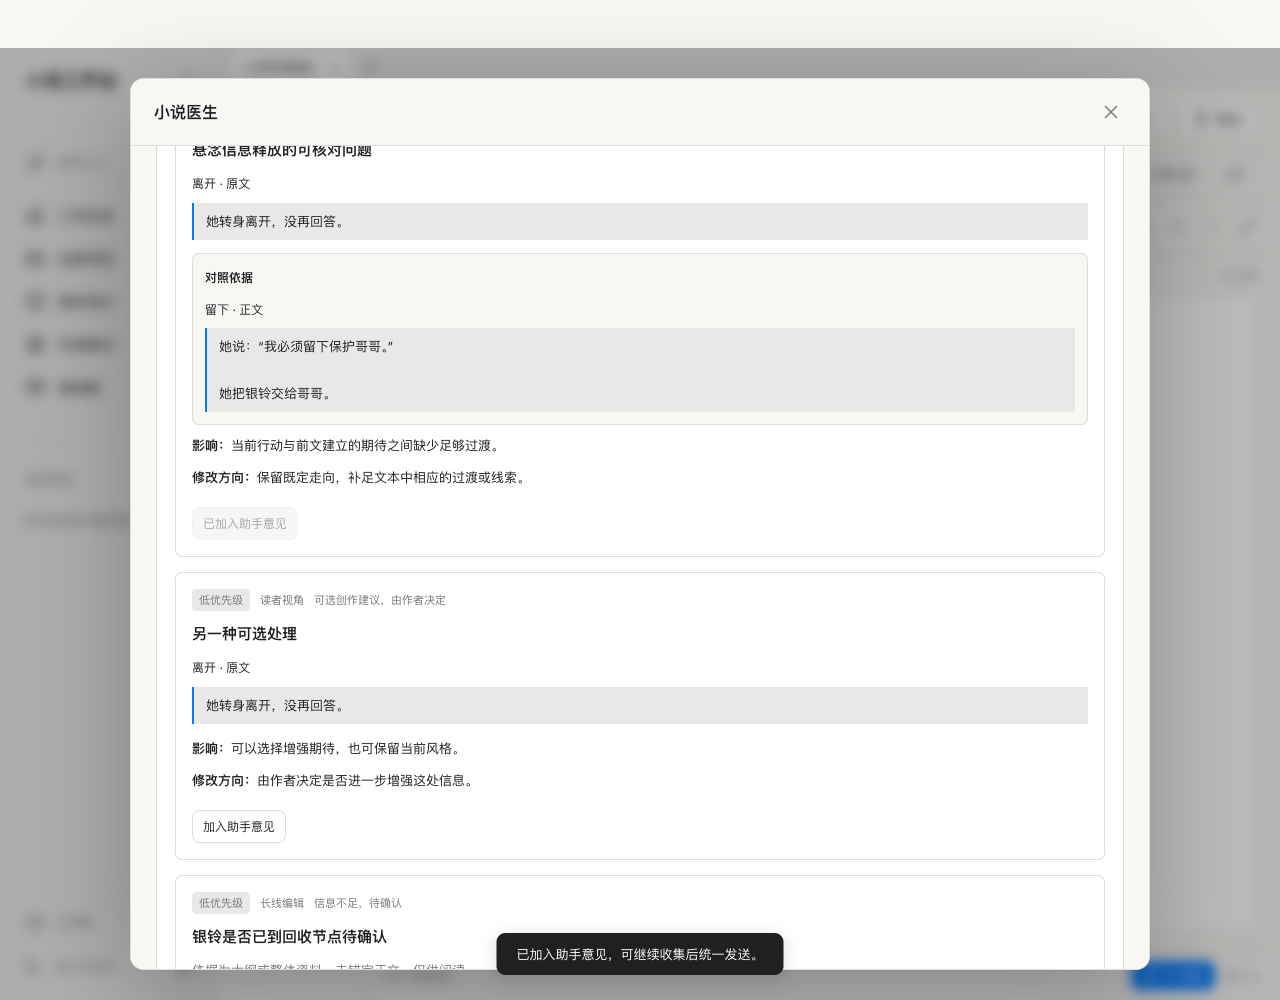 小说医生
悬念信息释放的可核对问题
离开 · 原文
她转身离开，没再回答。
对照依据
留下 · 正文
她说：“我必须留下保护哥哥。”
她把银铃交给哥哥。
影响：当前行动与前文建立的期待之间缺少足够过渡。
修改方向：保留既定走向，补足文本中相应的过渡或线索。
已加入助手意见
低优先级 读者视角 可选创作建议，由作者决定
另一种可选处理
离开 · 原文
她转身离开，没再回答。
影响：可以选择增强期待，也可保留当前风格。
修改方向：由作者决定是否进一步增强这处信息。
加入助手意见
低优先级 长线编辑 信息不足，待确认
银铃是否已到回收节点待确认
已加入助手意见，可继续收集后统一发送。